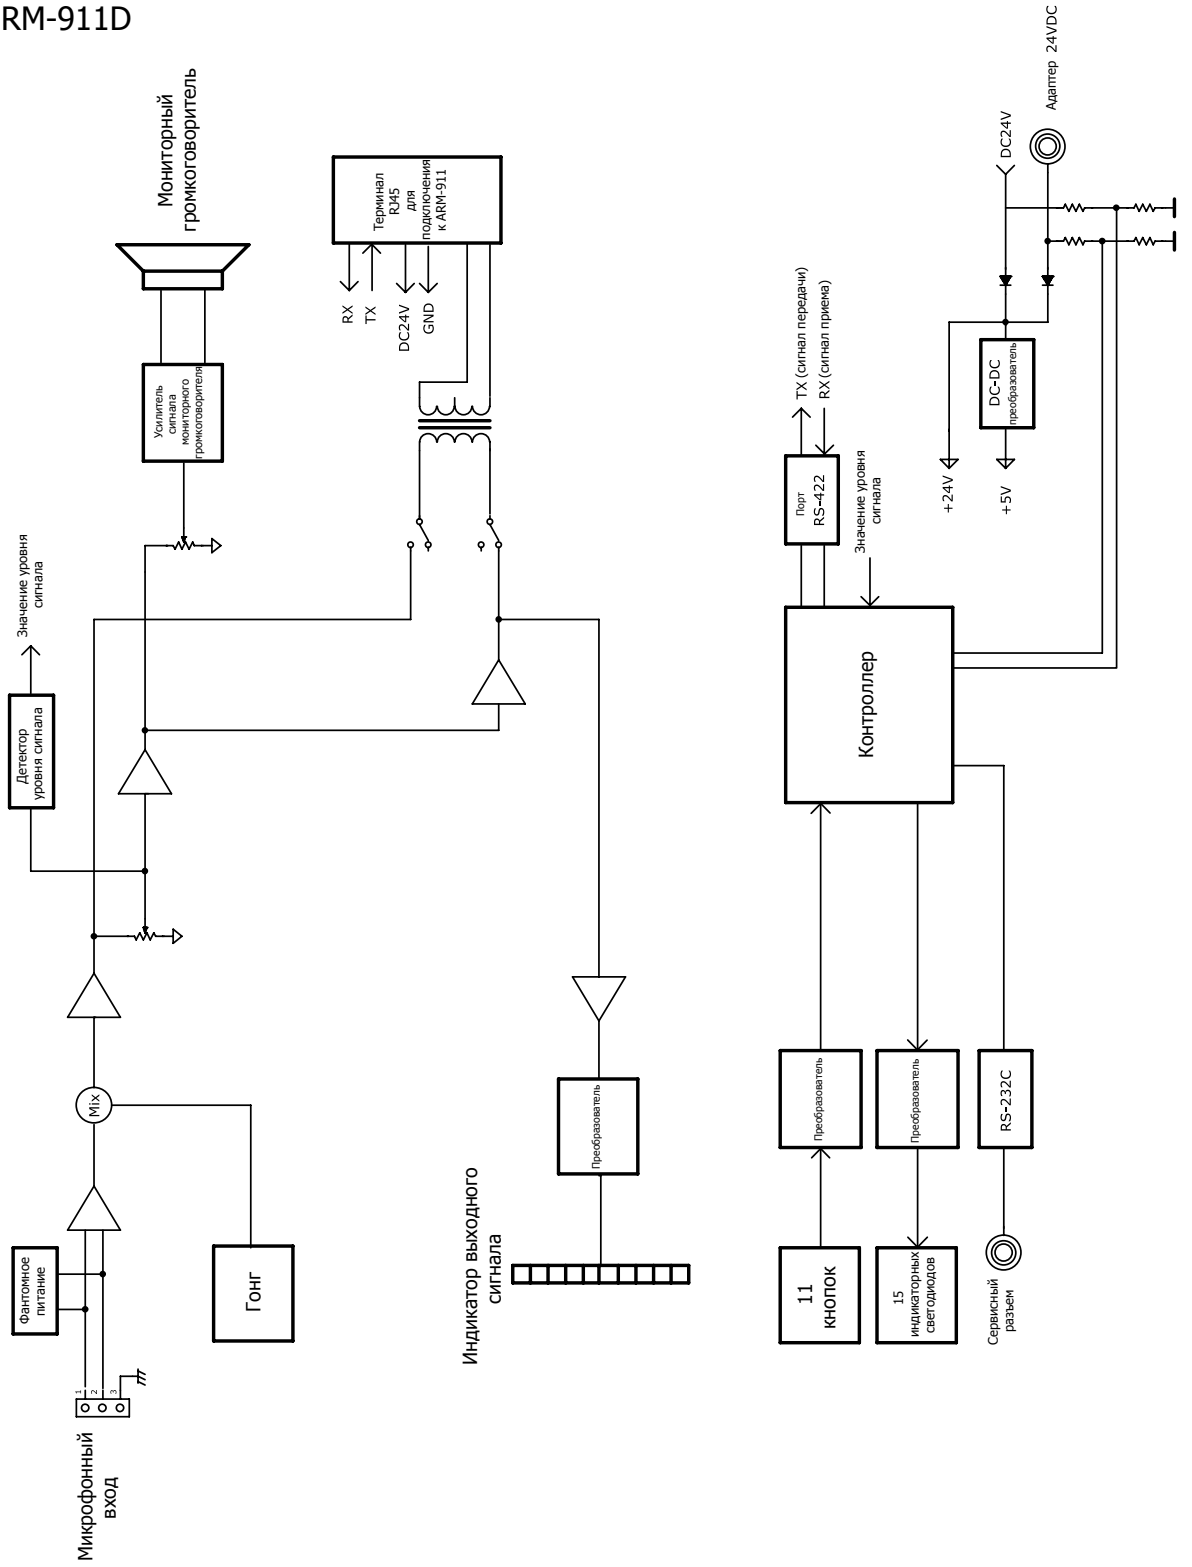 RM-911D
Мониторный
громкоговоритель
Усилитель
сигнала
мониторного
громкоговорителя
Значение уровня
сигнала
Детектор
уровня сигнала
Терминал
RJ45
для
подключения
к ARM-911
RX
TX
DC24V
GND
Mix
Фантомное
питание
Гонг
1
2
3
Микрофонный
вход
Преобразователь
Индикатор выходного
сигнала
Адаптер 24VDC
DC24V
DC-DC
преобразователь
+24V
+5V
TX (сигнал передачи)
RX (сигнал приема)
Порт
RS-422
Значение уровня
сигнала
Контроллер
Преобразователь
Преобразователь
RS-232C
11
кнопок
15
индикаторных
светодиодов
Сервисный
разъем